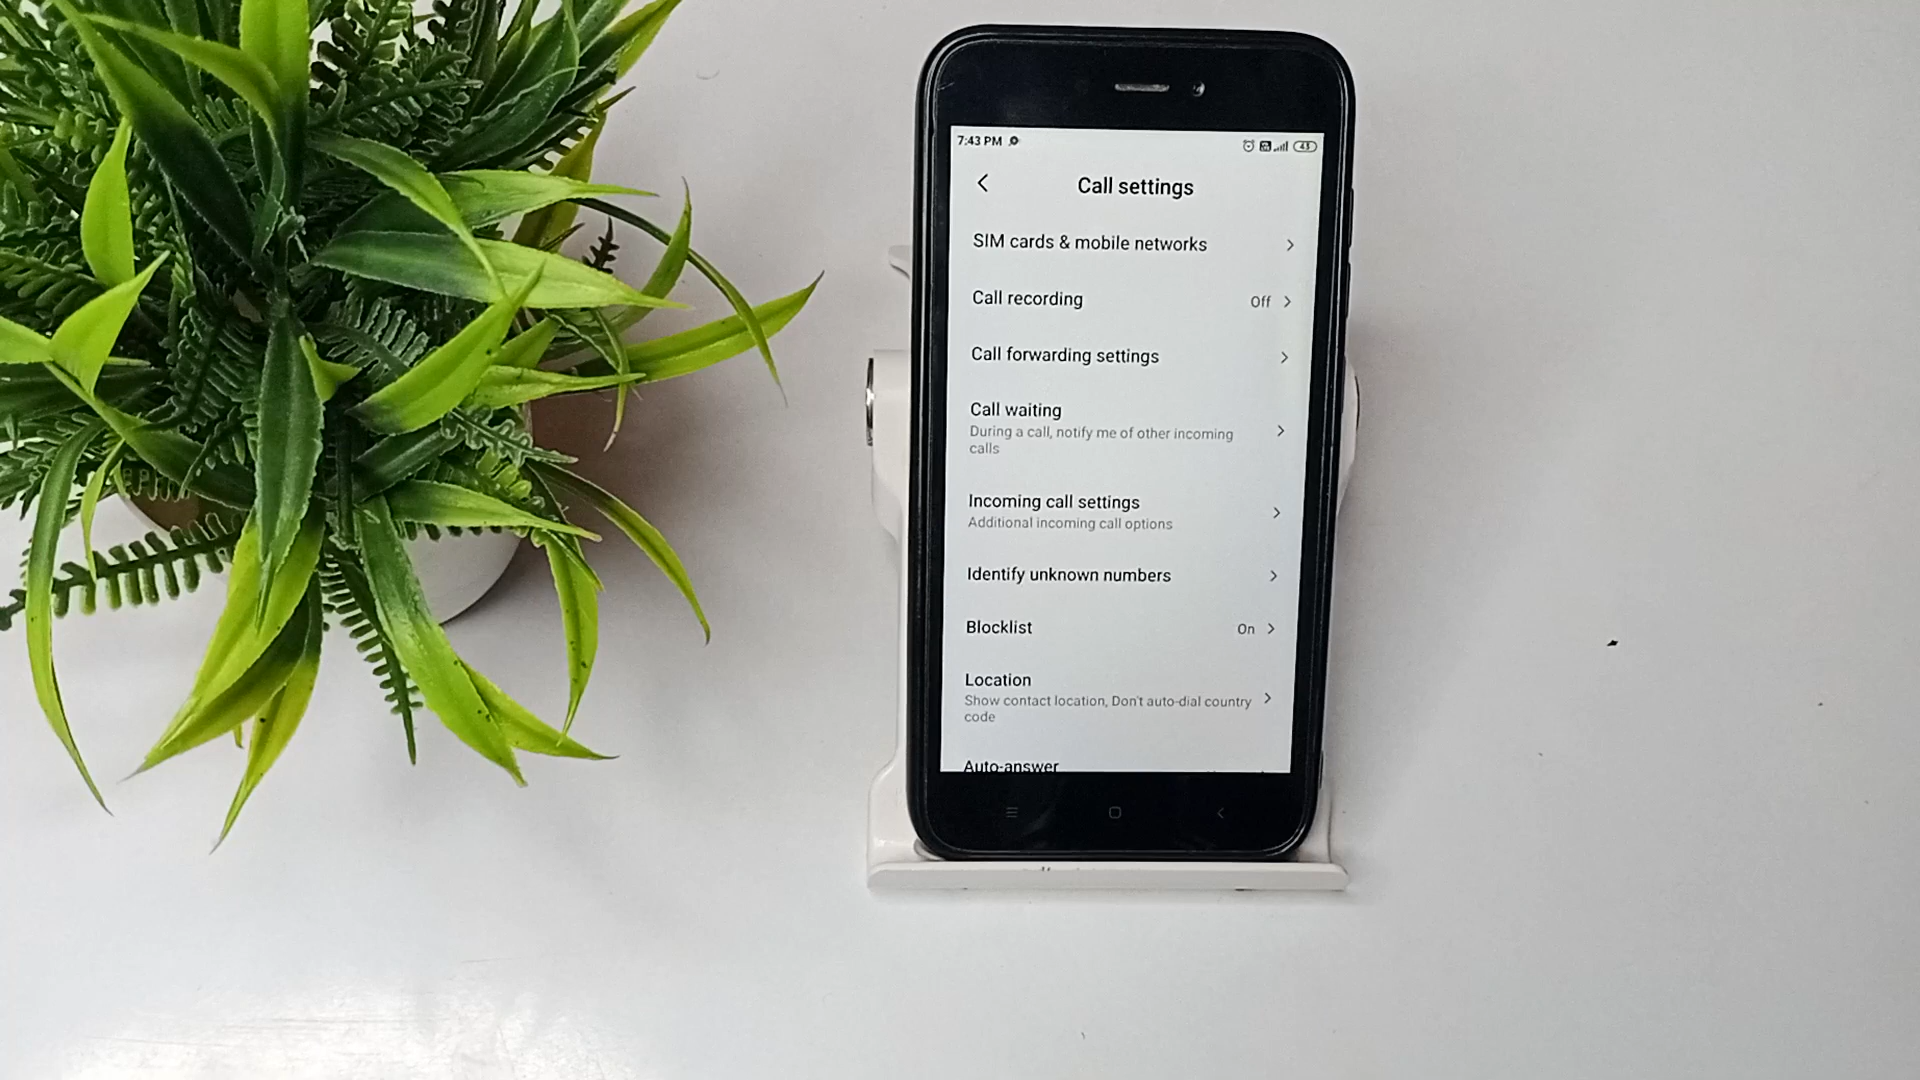 7:43 PM
43
Call settings
SIM cards & mobile networks
Call recording
Off
Call forwarding settings
Call waiting
During a call, notify me of other incoming
calls
Incoming call settings
Additional incoming call options
Identify unknown numbers
Blocklist
On
Location
Show contact location, Don't auto-dial country
code
Auto-answer